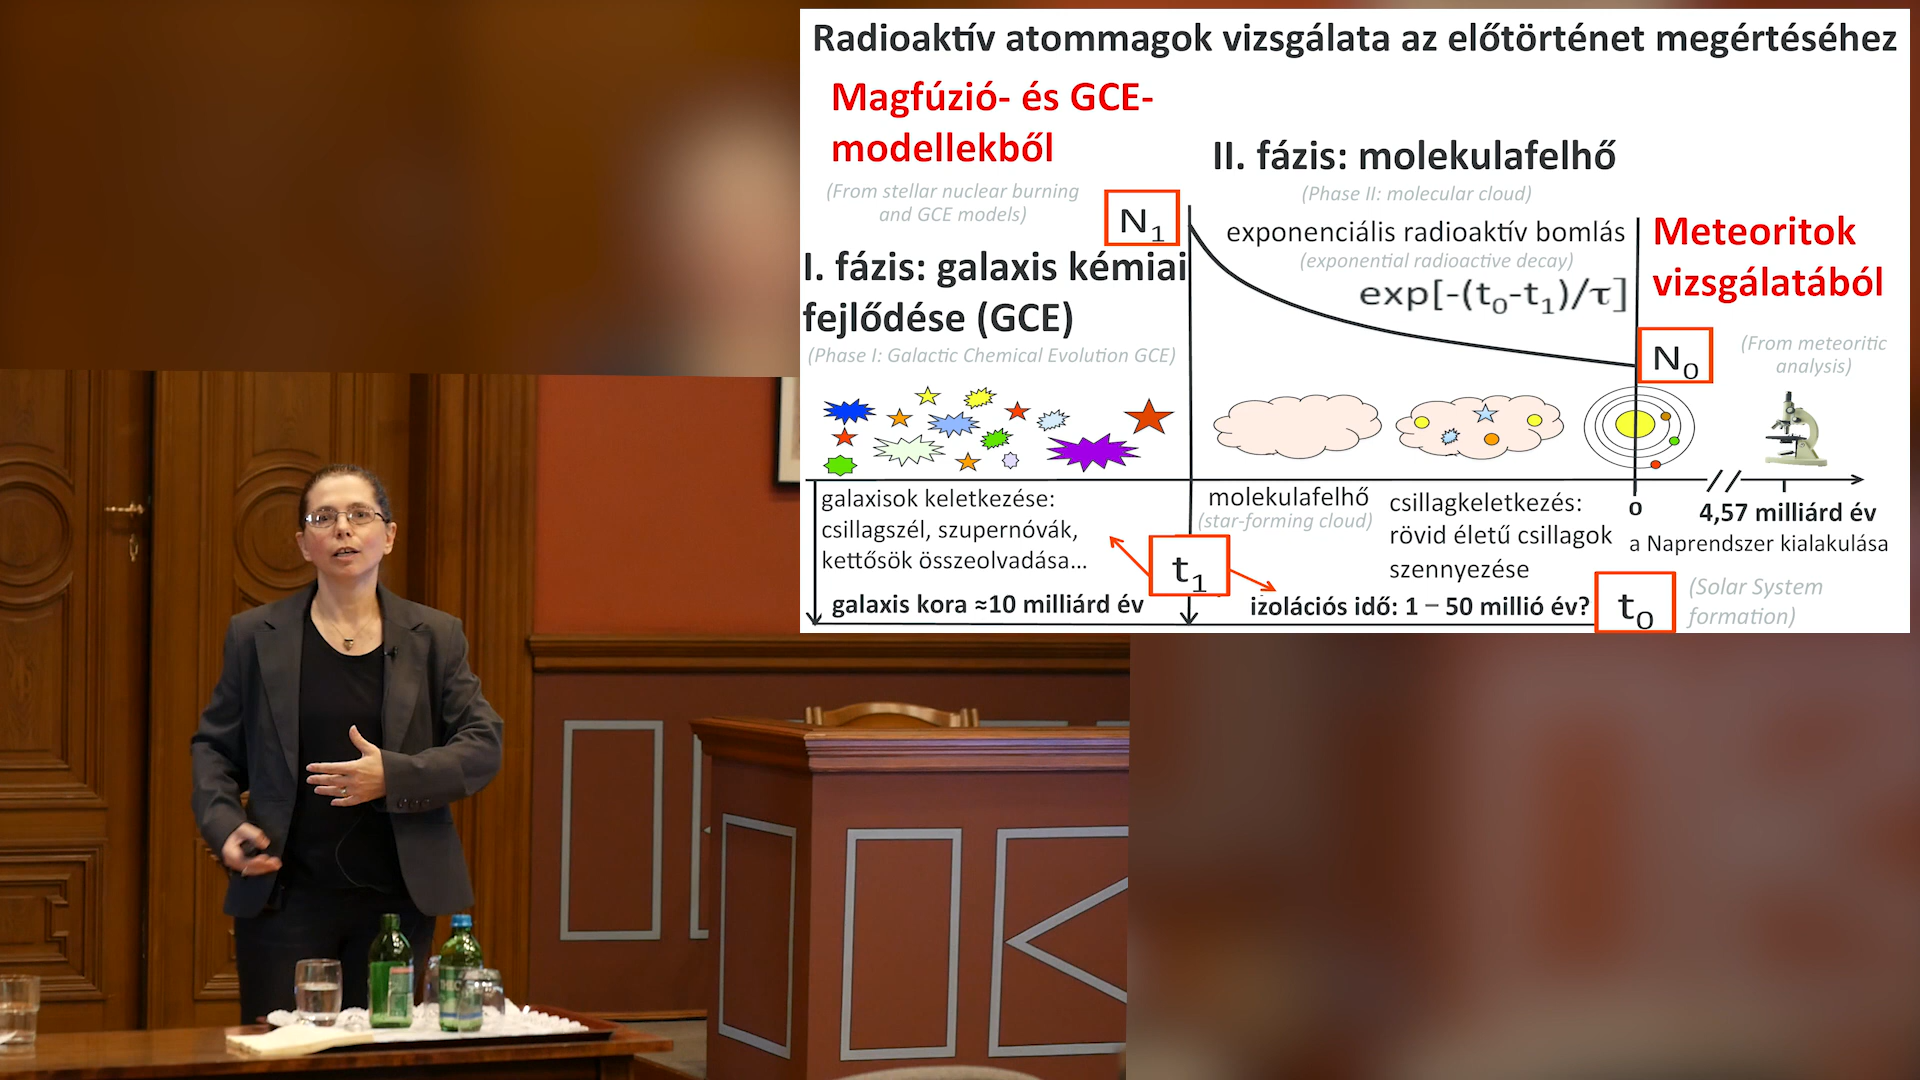 Radioaktív atommagok vizsgálata az előtörténet megértéséhez
Magfúzió- és GCE-
modellekből
(From stellar nuclear burning
and GCE models)
N1
I. fázis: galaxis kémiai
fejlődése (GCE)
(Phase I: Galactic Chemical Evolution GCE)
II. fázis: molekulafelhő
(Phase II: molecular cloud)
exponenciális radioaktív bomlás
(exponential radioactive decay)
exp[-(t0-t1)/τ]
Meteoritok
vizsgálatából
N0
(From meteoritic
analysis)
galaxisok keletkezése:
csillagszél, szupernóvák,
kettősök összeolvadása...
galaxis kora ≈10 milliárd év
t1
molekulafelhő
(star-forming cloud)
csillagkeletkezés:
rövid életű csillagok
szennyezése
izolációs idő: 1 – 50 millió év?
0
4,57 milliárd év
a Naprendszer kialakulása
t0
(Solar System
formation)